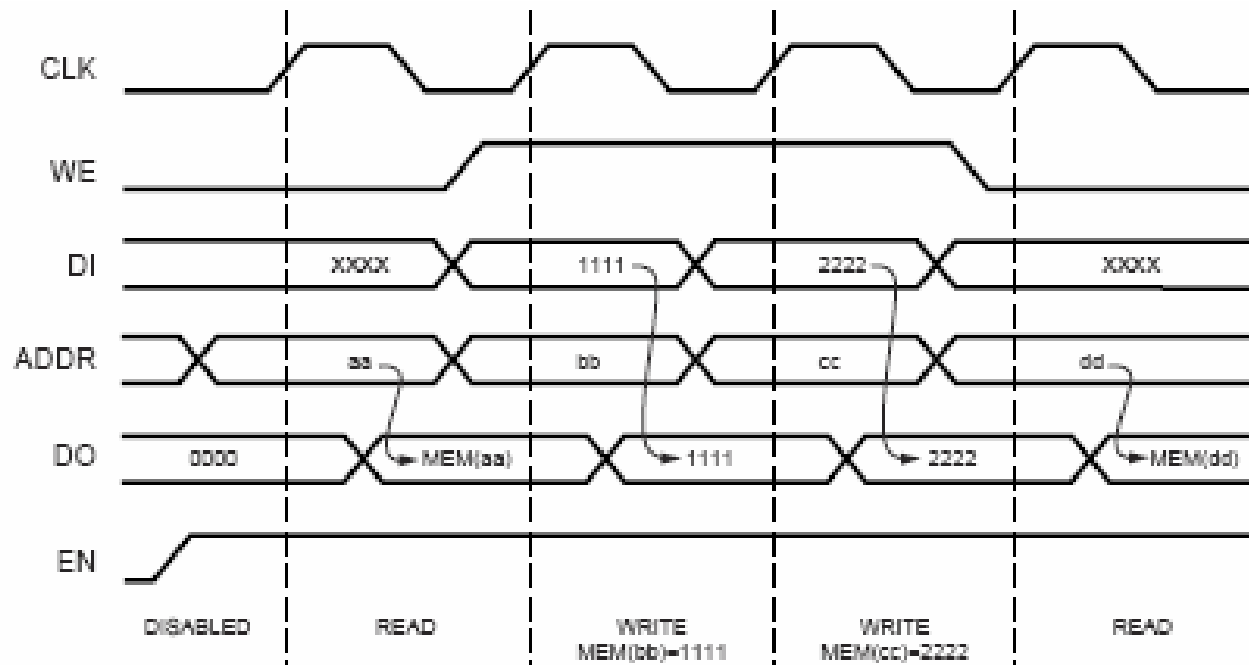 CLK
WE
DI XXXX 1111 2222 XXXX
ADDR aa bb cc dd
DO 0000 MEM(aa) 1111 2222 MEM(dd)
EN
DISABLED READ WRITE WRITE READ
MEM(bb)=1111 MEM(cc)=2222